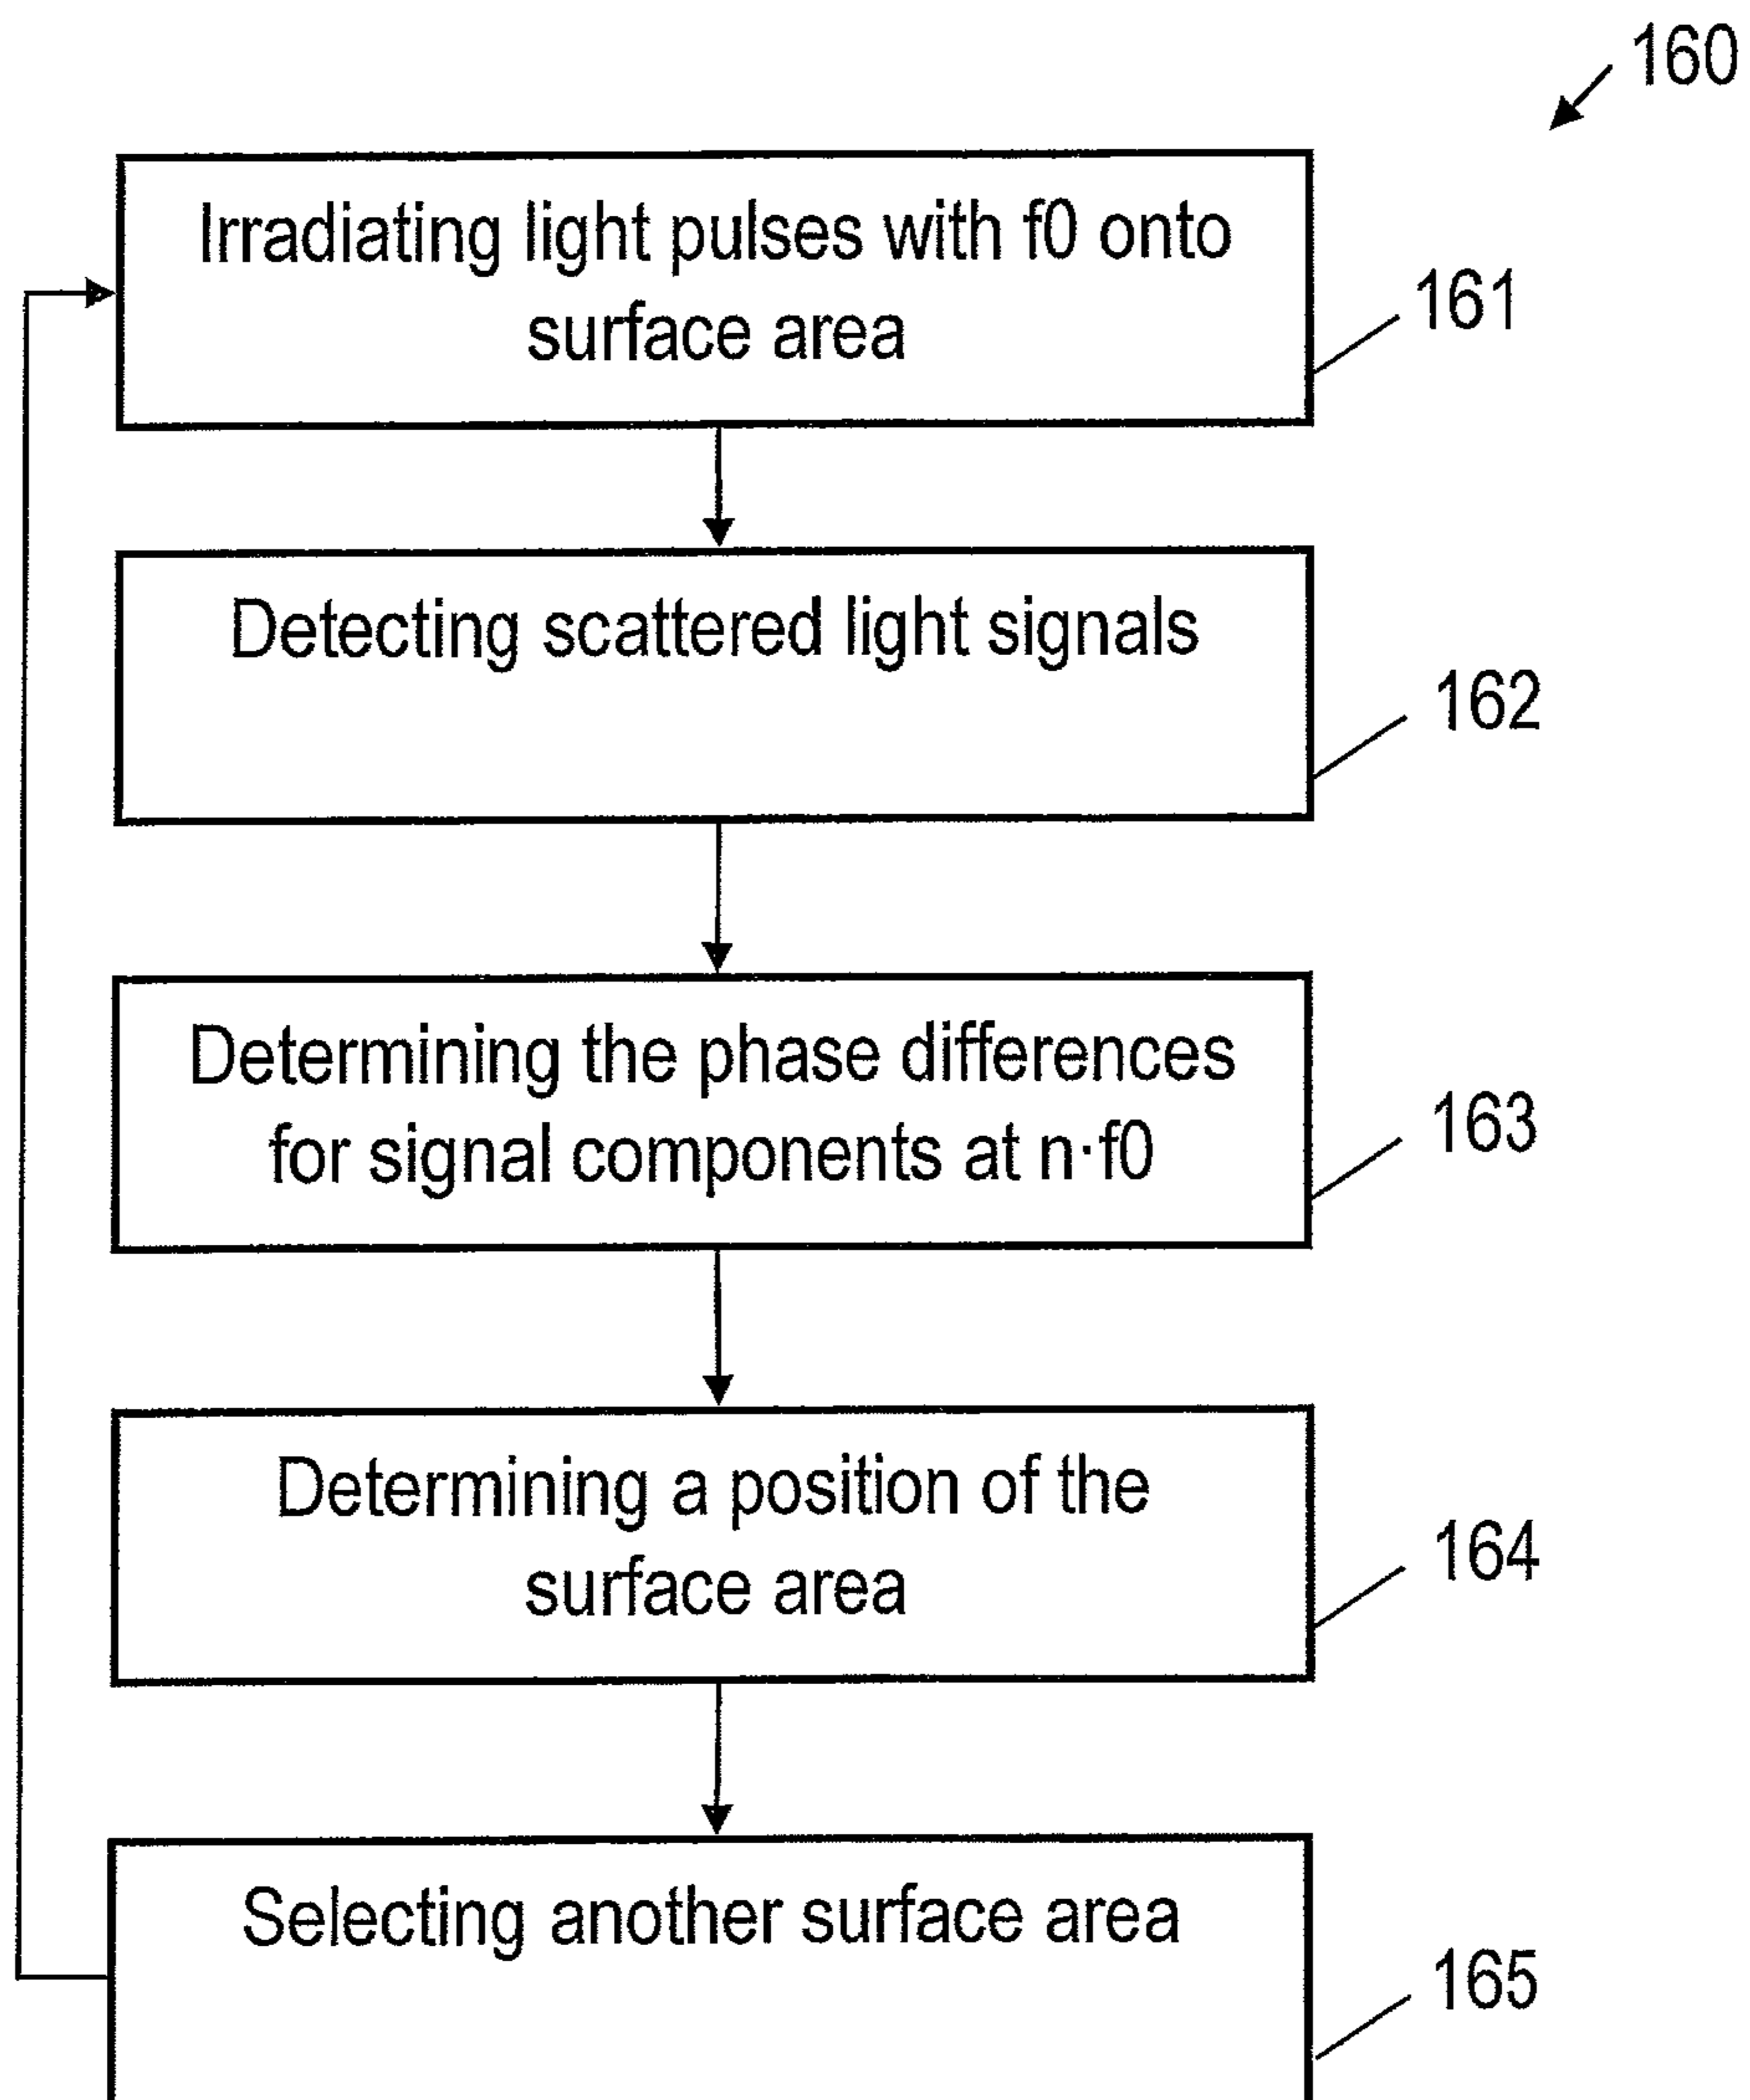 160
Irradiating light pulses with f0 onto
surface area
161
Detecting scattered light signals
162
Determining the phase differences
for signal components at n·f0
163
Determining a position of the
surface area
164
Selecting another surface area
165